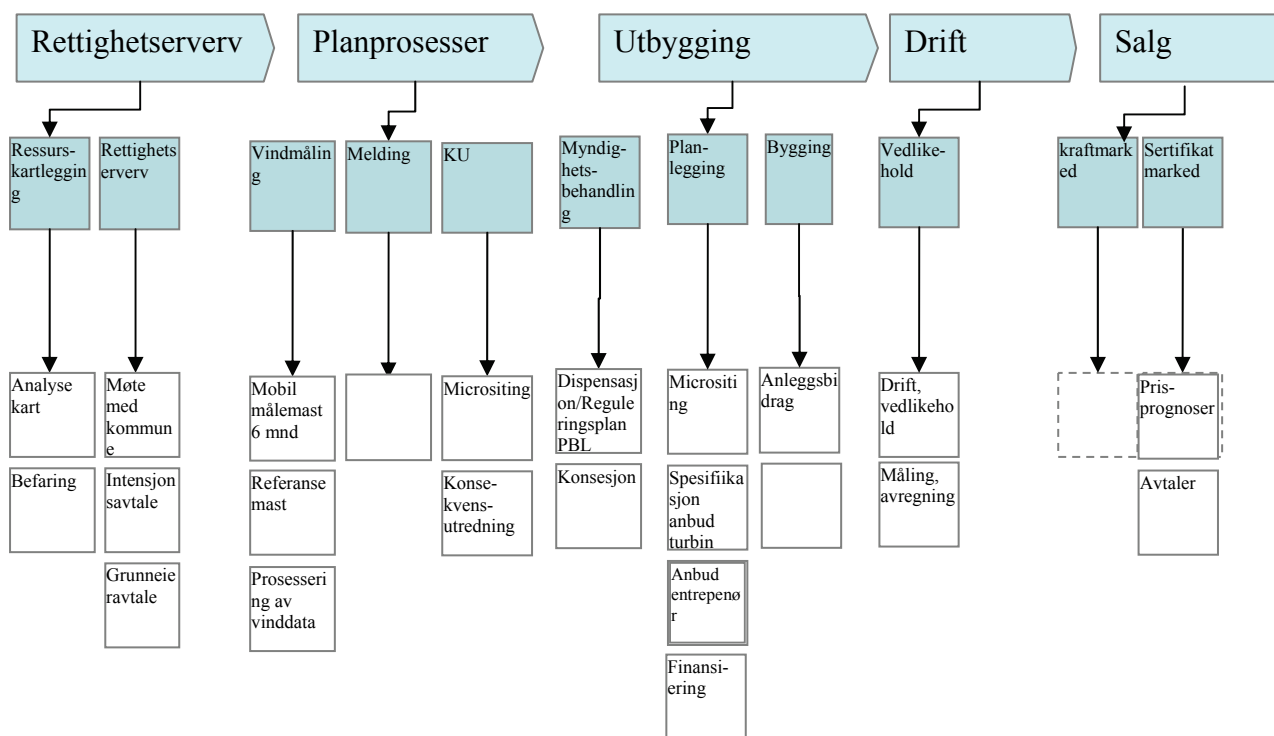 Rettighetserverv
Planprosesser
Utbygging
Drift
Salg
Ressurs-
kartlegging
g
Rettighets
erverv
Vindmålin
g
Melding
KU
Myndig-
hets-
behandlin
g
Plan-
legging
Bygging
Vedlike-
hold
kraftmark
ed
Sertifikat
marked
Analyse
kart
Møte
med
kommun
e
Mobil
målemast
6 mnd
Micrositing
Dispensasj
on/Regule
ringsplan
PBL
Micrositi
ng
Anleggsbi
drag
Drift,
vedlikeho
ld
Pris-
prognoser
Befaring
Intensjon
savtale
Referanse
mast
Konse-
kvens-
utredning
Konsesjon
Spesifiika
sjon
anbud
turbin
Måling,
avregning
Avtaler
Grunneie
ravtale
Prosesseri
ng av
vinddata
Anbud
entrepenø
r
Finansi-
ering